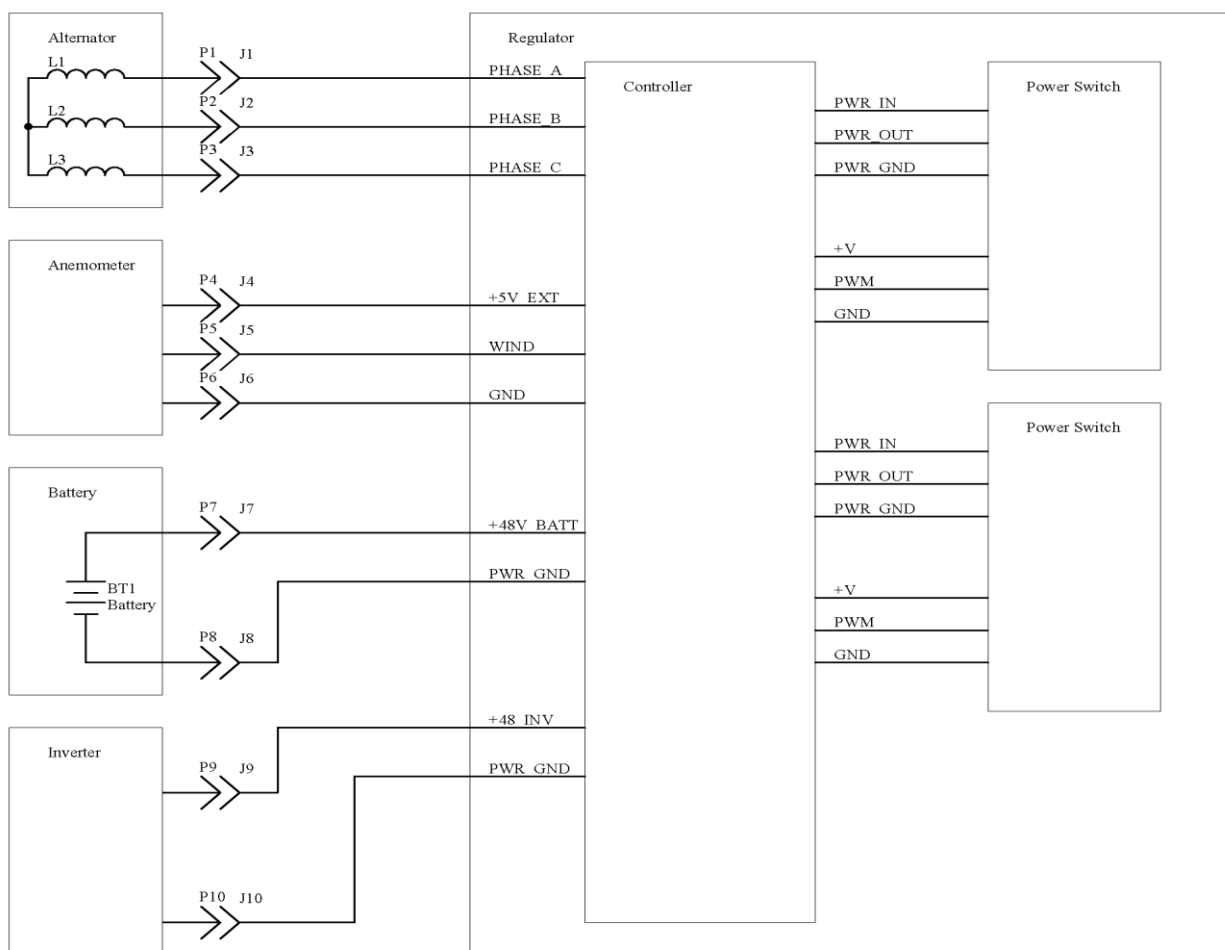 Alternator
L1
L2
L3
P1 J1
P2 J2
P3 J3
Regulator
PHASE_A
PHASE_B
PHASE_C
Controller
PWR_IN
PWR_OUT
PWR_GND
+V
PWM
GND
Power Switch
Anemometer
P4 J4
P5 J5
P6 J6
+5V_EXT
WIND
GND
PWR_IN
PWR_OUT
PWR_GND
+V
PWM
GND
Power Switch
Battery
BT1
Battery
P7 J7
P8 J8
+48V_BATT
PWR_GND
Inverter
P9 J9
P10 J10
+48_INV
PWR_GND